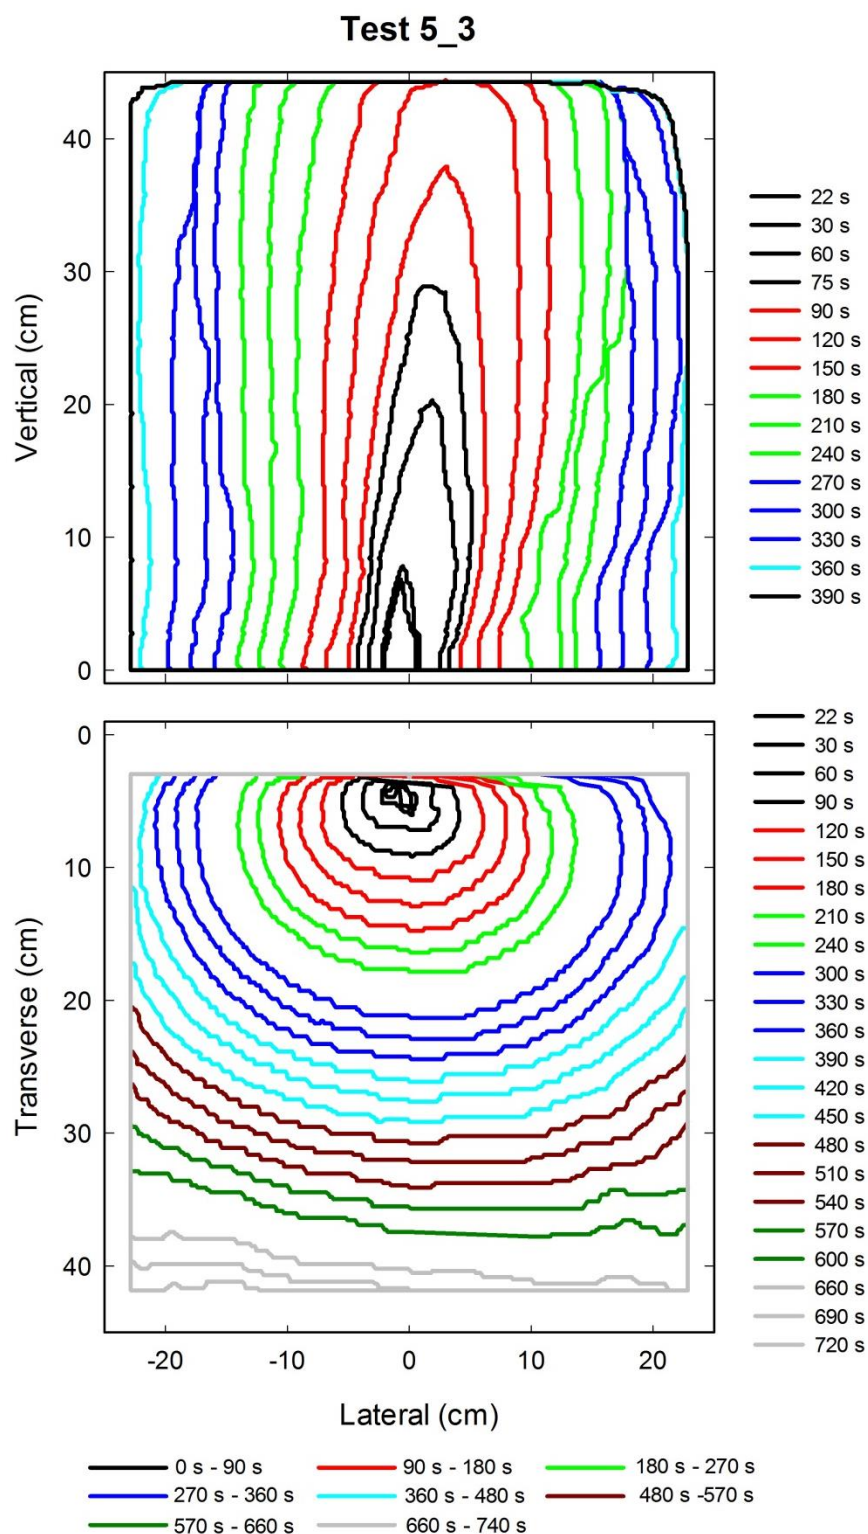 Test 5_3
Vertical (cm)
40
30
20
10
0
22 s
30 s
60 s
75 s
90 s
120 s
150 s
180 s
210 s
240 s
270 s
300 s
330 s
360 s
390 s
Transverse (cm)
0
10
20
30
40
22 s
30 s
60 s
90 s
120 s
150 s
180 s
210 s
240 s
300 s
330 s
360 s
390 s
420 s
450 s
480 s
510 s
540 s
570 s
600 s
660 s
690 s
720 s
-20 -10 0 10 20
Lateral (cm)
0 s - 90 s 90 s - 180 s 180 s - 270 s
270 s - 360 s 360 s - 480 s 480 s -570 s
570 s - 660 s 660 s - 740 s